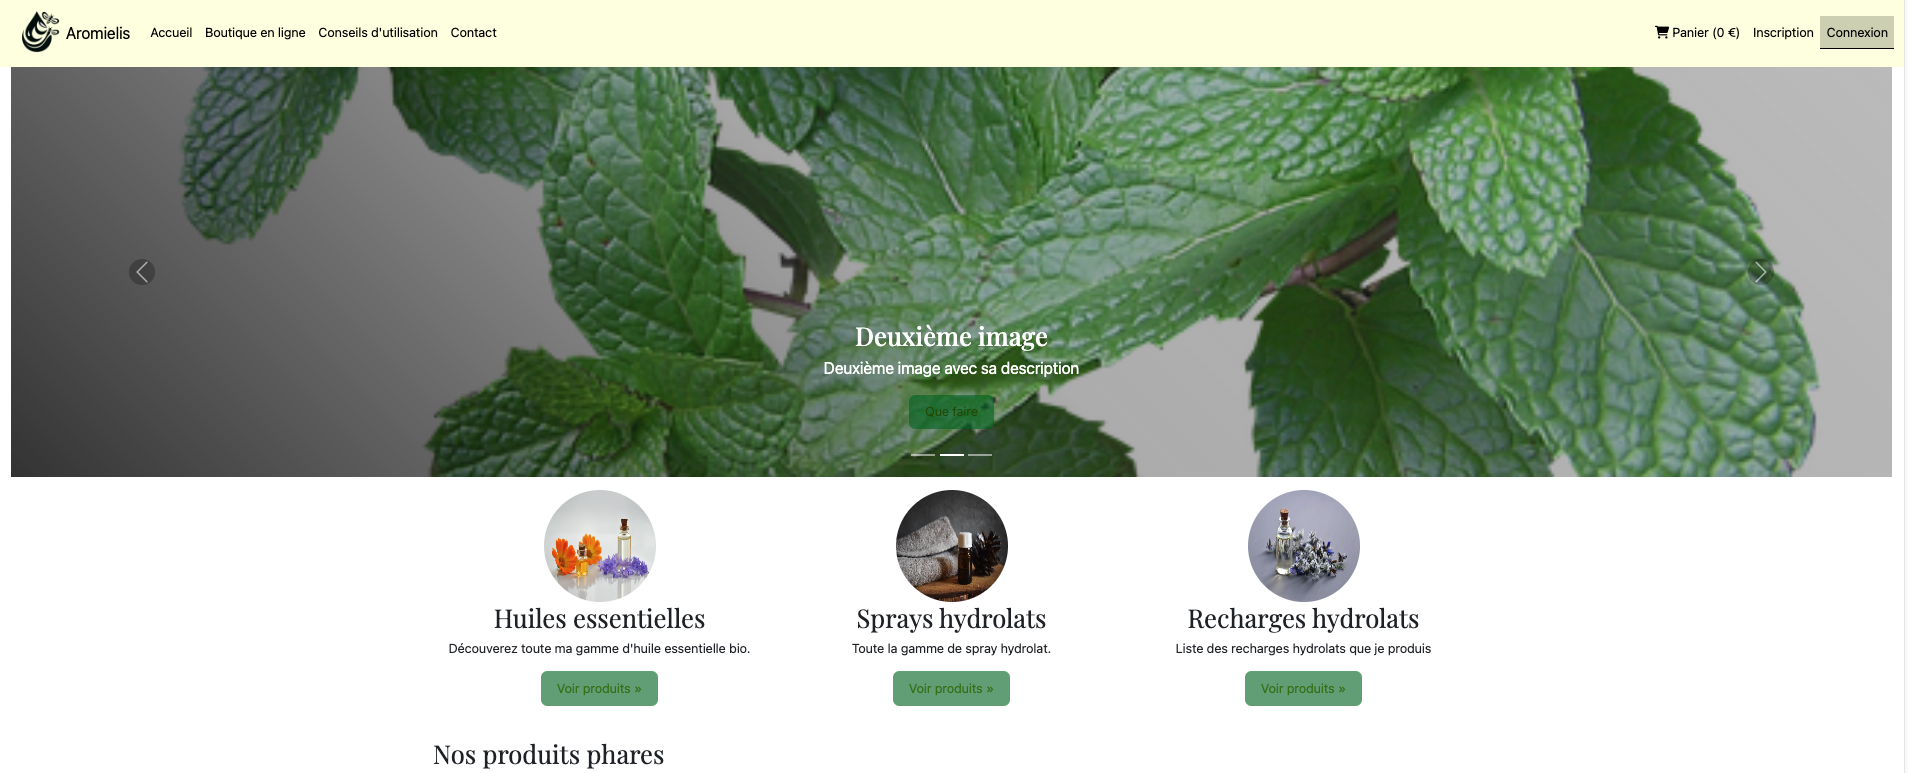 Aromielis Accueil Boutique en ligne Conseils d'utilisation Contact Panier (0 €) Inscription Connexion
Deuxième image
Deuxième image avec sa description
Que faire
Huiles essentielles
Découverez toute ma gamme d'huile essentielle bio.
Voir produits »
Sprays hydrolats
Toute la gamme de spray hydrolat.
Voir produits »
Recharges hydrolats
Liste des recharges hydrolats que je produis
Voir produits »
Nos produits phares